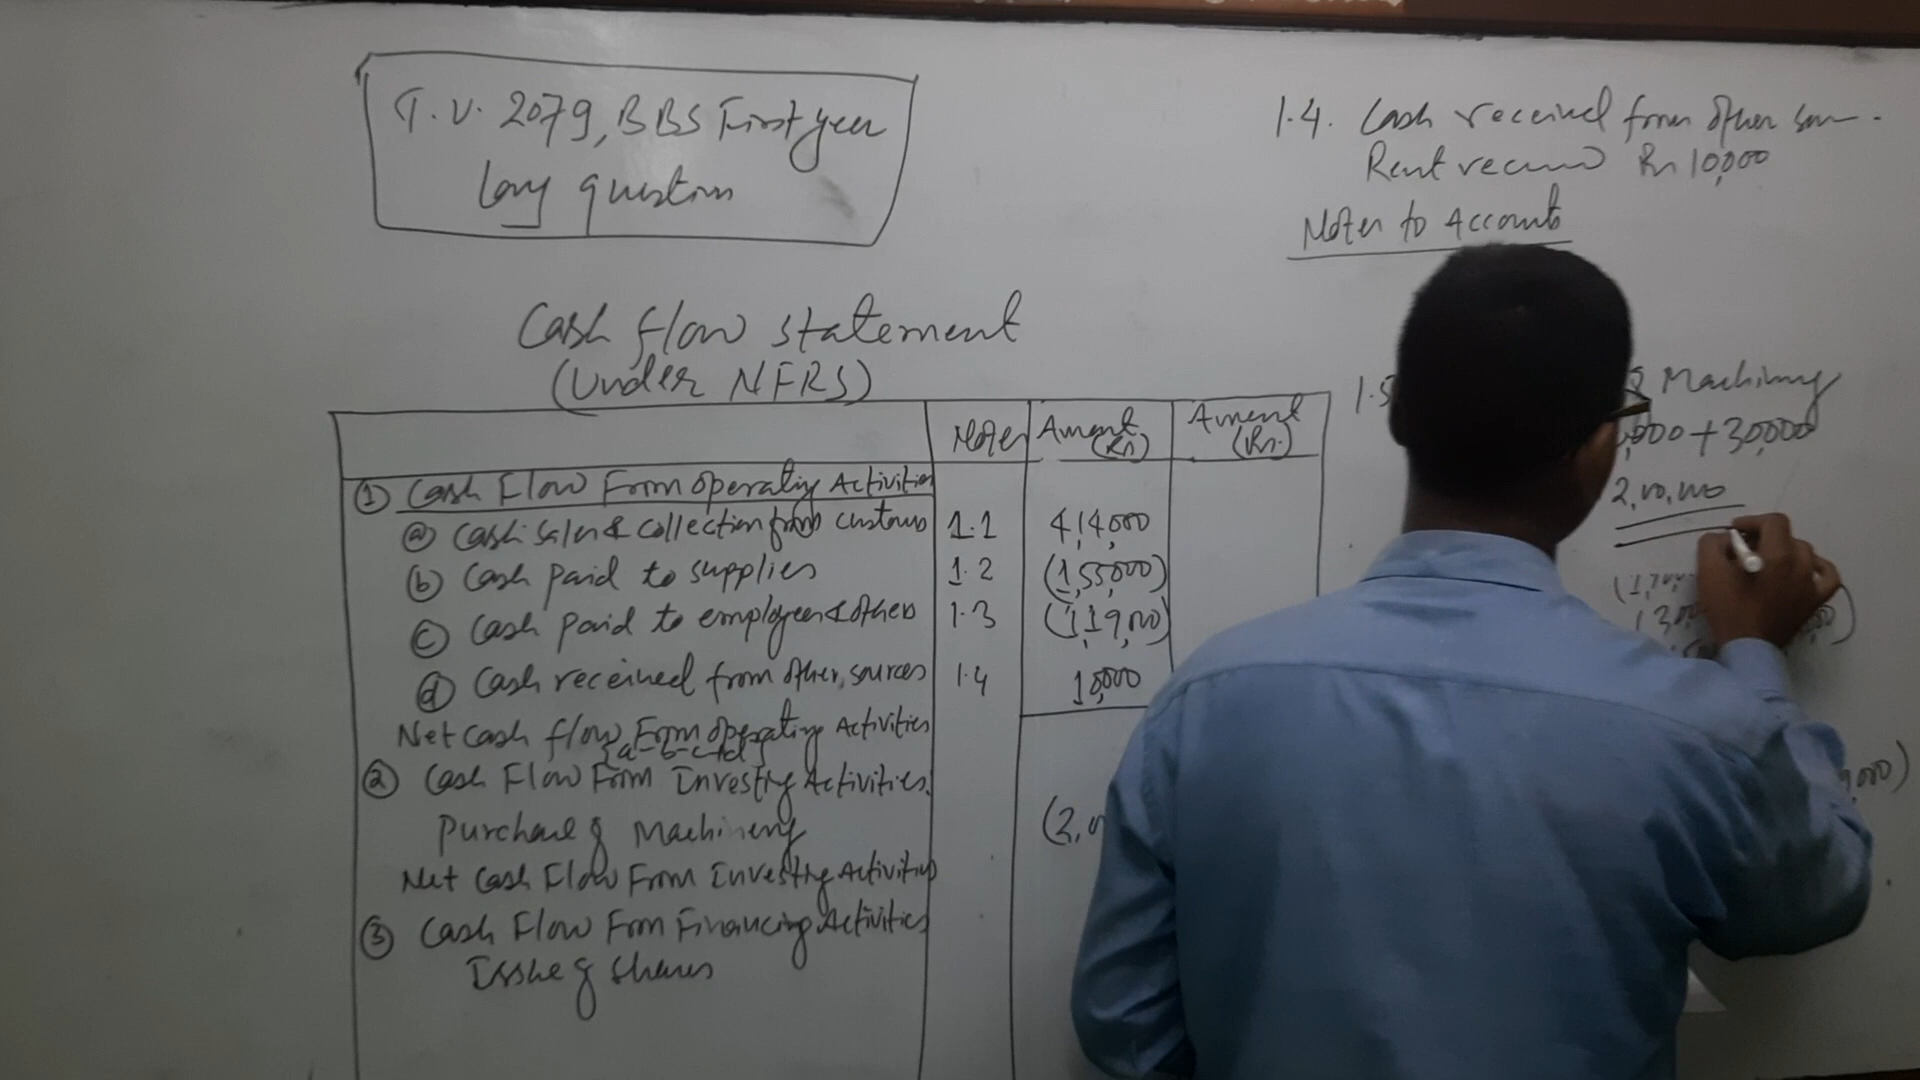 T.U. 2079, BBS First year
Long question
Cash flow statement
(Under NFRS)
Notes Amount (Rs) Amount (Rs.)
① Cash Flow From operating Activities
ⓐ Cash sales & collection from customers 1.1 4,14,000
ⓑ Cash paid to supplies 1.2 (1,55,000)
ⓒ Cash paid to employees & others 1.3 (1,19,000)
ⓓ Cash received from other sources 1.4 10,000
Net cash flow From operating Activities
(a-b-c+d)
② Cash Flow From Investing Activities.
Purchase of Machinery
Net Cash Flow From Investing Activities
③ Cash Flow From Financing Activities
Issue of shares
1.4. Cash received from other
Rent received Rs 10,000
Notes to Accounts
1.5 Machinery
,000 + 30,000
2,00,000